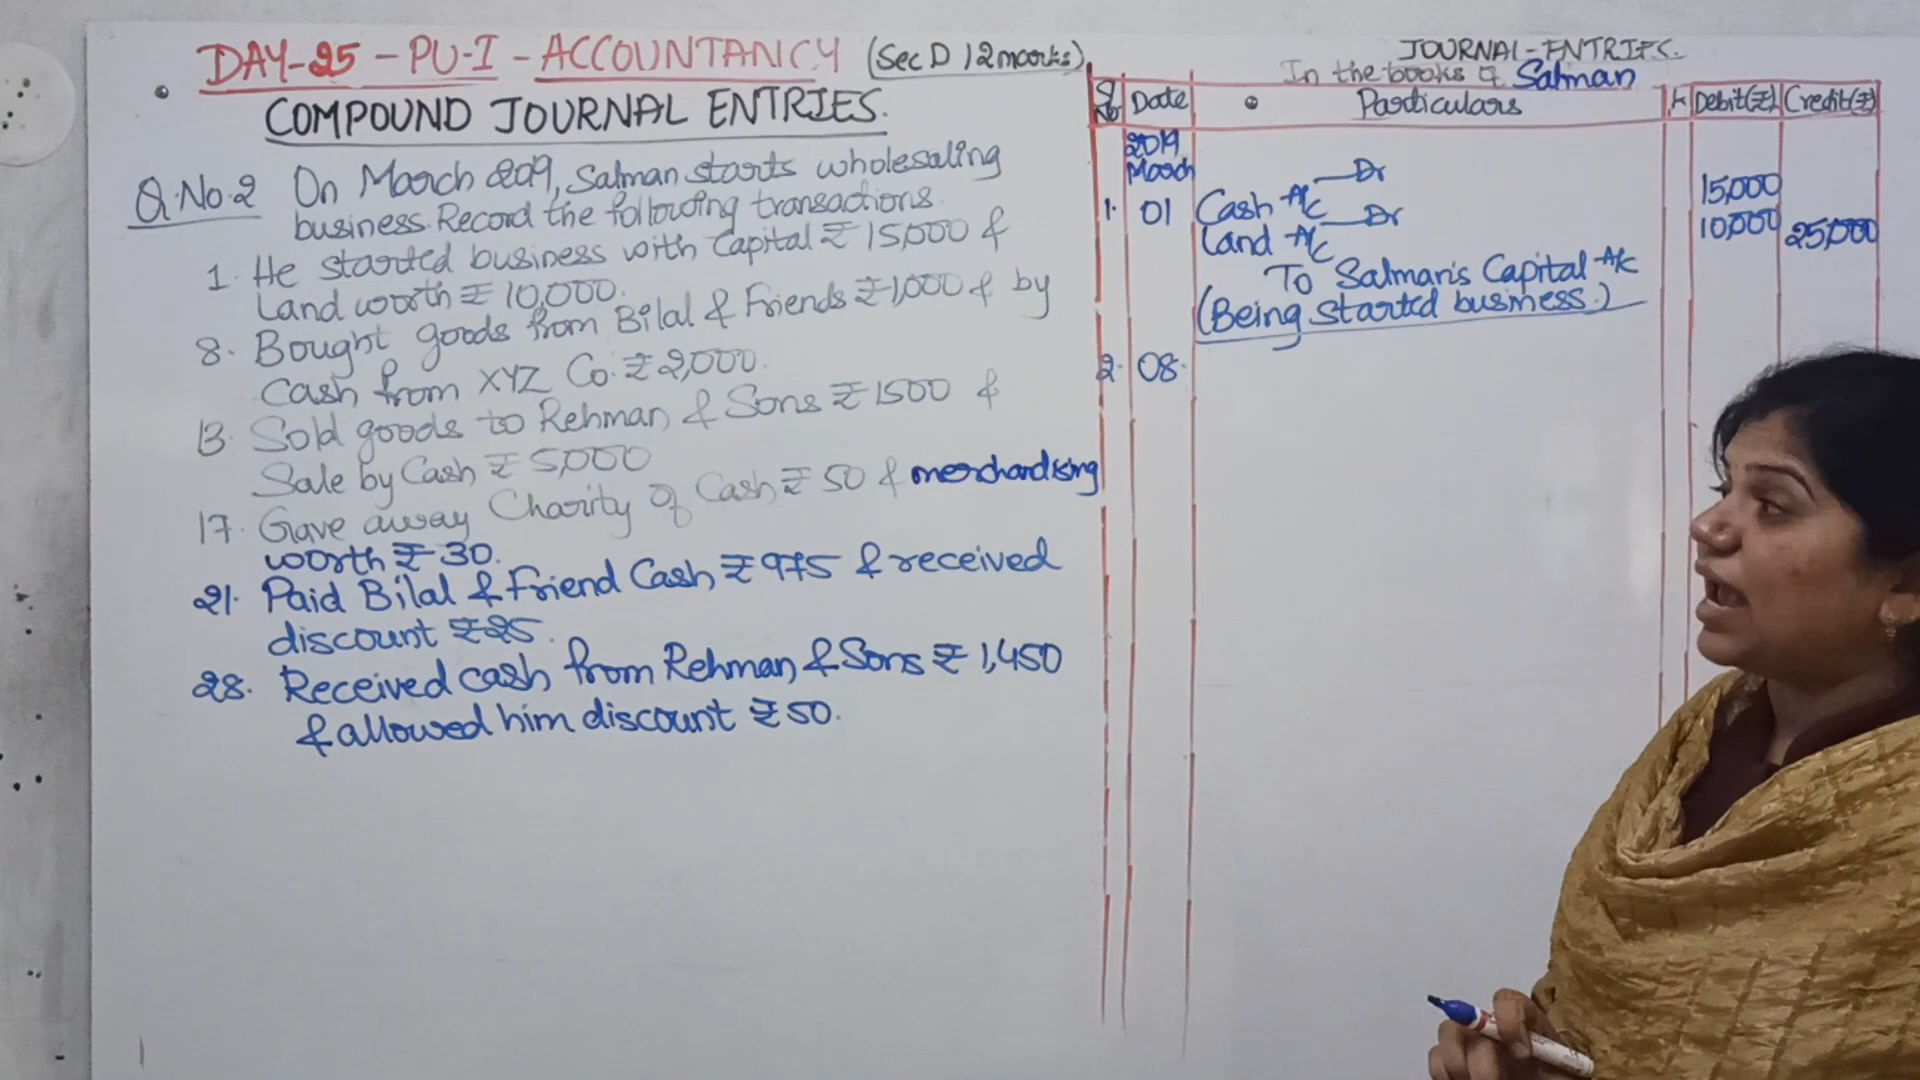 DAY-25 - PU-I - ACCOUNTANCY (Sec D 12 marks)
COMPOUND JOURNAL ENTRIES.
Q.No.2 On March 2019, Salman starts wholesaling
business. Record the following transactions.
1. He started business with Capital ₹ 15,000 &
Land worth ₹ 10,000.
8. Bought goods from Bilal & Friends ₹ 1,000 & by
Cash from XYZ Co. ₹ 2,000.
13. Sold goods to Rehman & Sons ₹ 1500 &
Sale by Cash ₹ 5,000
17. Gave away Charity of Cash ₹ 50 & merchandising
worth ₹ 30.
21. Paid Bilal & Friend Cash ₹ 975 & received
discount ₹ 25.
28. Received cash from Rehman & Sons ₹ 1,450
& allowed him discount ₹ 50.
JOURNAL-ENTRIES.
In the books of Salman
Sl No Date Particulars Debit(₹) Credit(₹)
2019
March
1. 01 Cash A/c Dr 15,000
Land A/c Dr 10,000
To Salman's Capital A/c 25,000
(Being started business.)
2. 08.